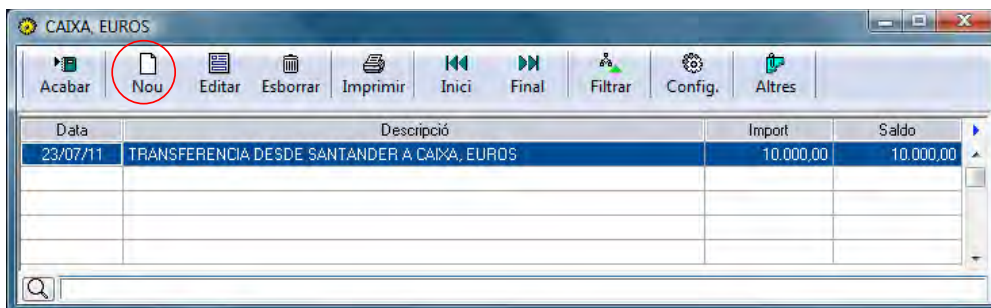 CAIXA, EUROS
Acabar Nou Editar Esborrar Imprimir Inici Final Filtrar Config. Altres
Data Descripció Import Saldo
23/07/11 TRANSFERENCIA DESDE SANTANDER A CAIXA, EUROS 10.000,00 10.000,00